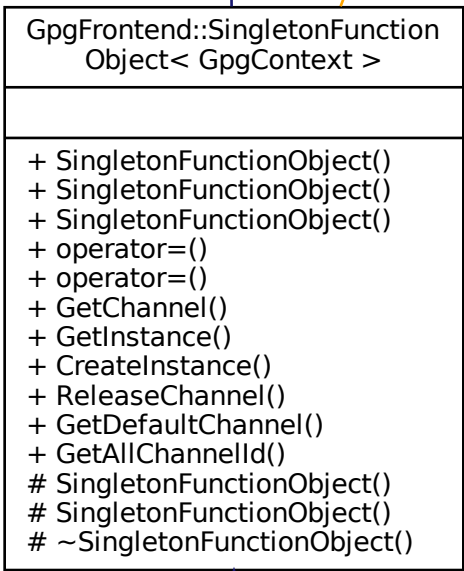 GpgFrontend::SingletonFunction
Object< GpgContext >
+ SingletonFunctionObject()
+ SingletonFunctionObject()
+ SingletonFunctionObject()
+ operator=()
+ operator=()
+ GetChannel()
+ GetInstance()
+ CreateInstance()
+ ReleaseChannel()
+ GetDefaultChannel()
+ GetAllChannelId()
# SingletonFunctionObject()
# SingletonFunctionObject()
# ~SingletonFunctionObject()